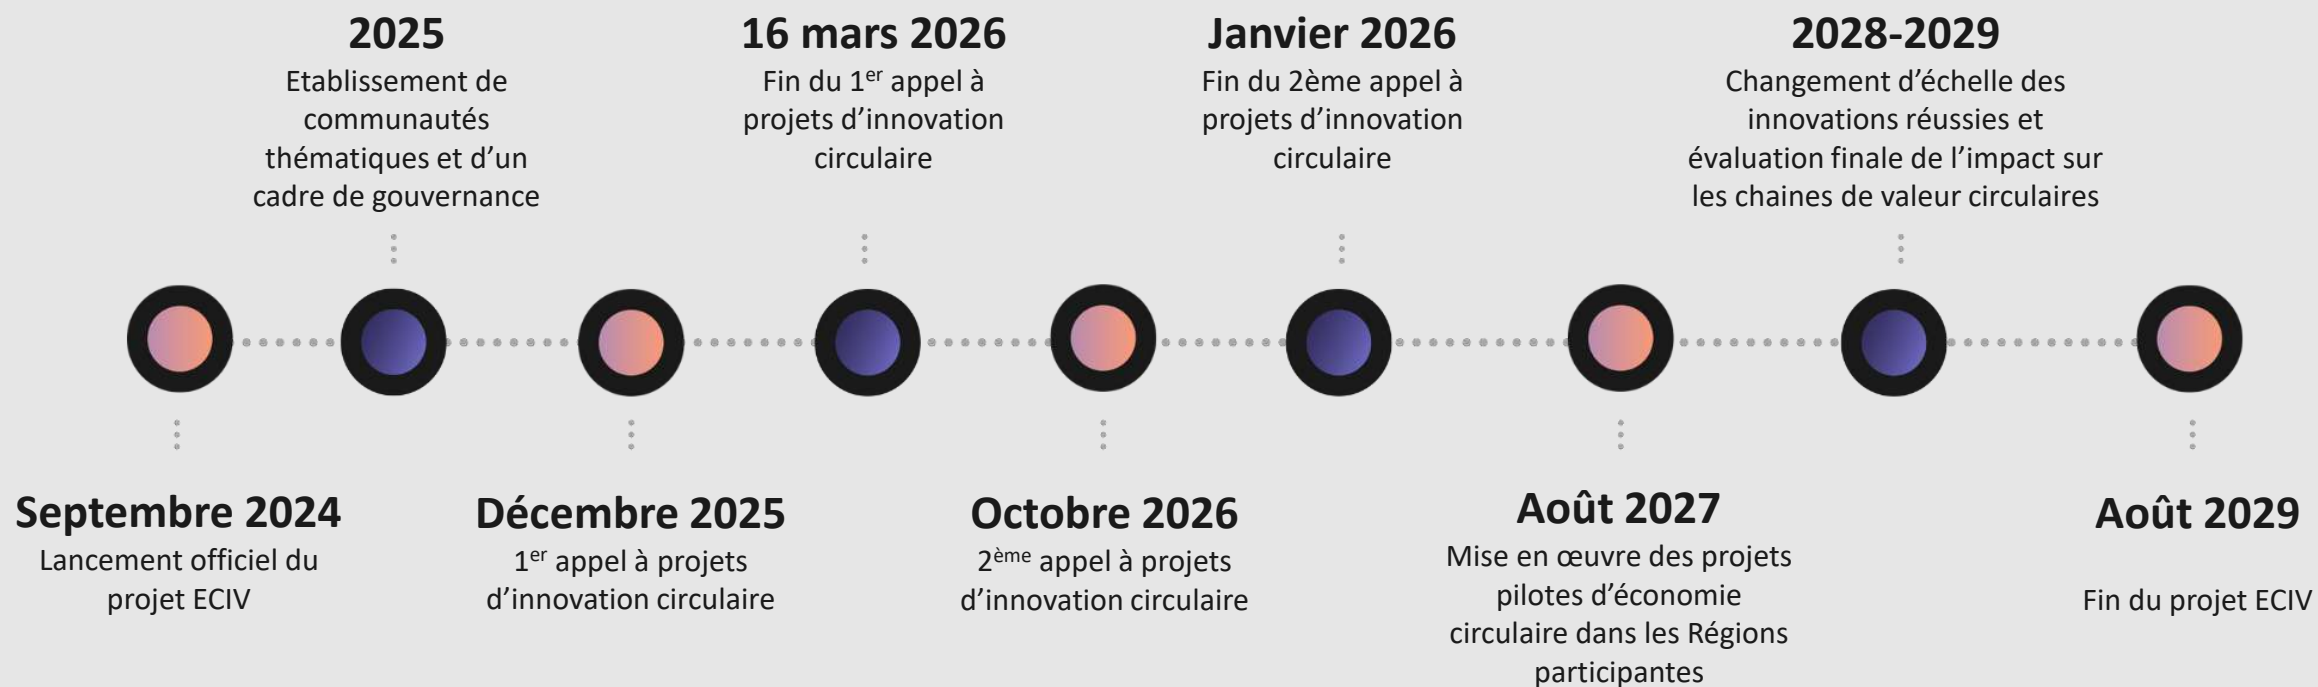 2025
Etablissement de
communautés
thématiques et d’un
cadre de gouvernance
16 mars 2026
Fin du 1er appel à
projets d’innovation
circulaire
Janvier 2026
Fin du 2ème appel à
projets d’innovation
circulaire
2028-2029
Changement d’échelle des
innovations réussies et
évaluation finale de l’impact sur
les chaines de valeur circulaires
Septembre 2024
Lancement officiel du
projet ECIV
Décembre 2025
1er appel à projets
d’innovation circulaire
Octobre 2026
2ème appel à projets
d’innovation circulaire
Août 2027
Mise en œuvre des projets
pilotes d’économie
circulaire dans les Régions
participantes
Août 2029
Fin du projet ECIV